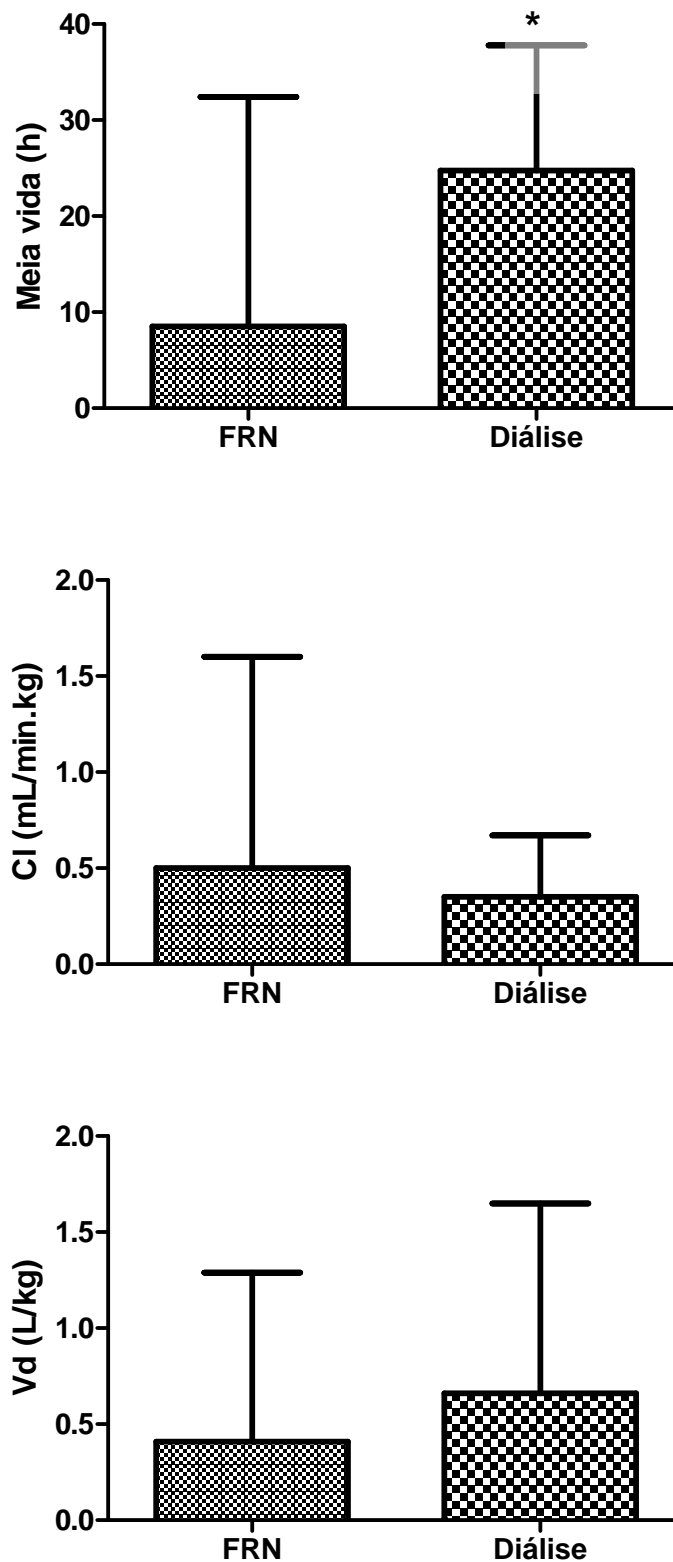 *
Meia vida (h)
40
30
20
10
0
FRN Diálise
Cl (mL/min.kg)
2.0
1.5
1.0
0.5
0.0
FRN Diálise
Vd (L/kg)
2.0
1.5
1.0
0.5
0.0
FRN Diálise